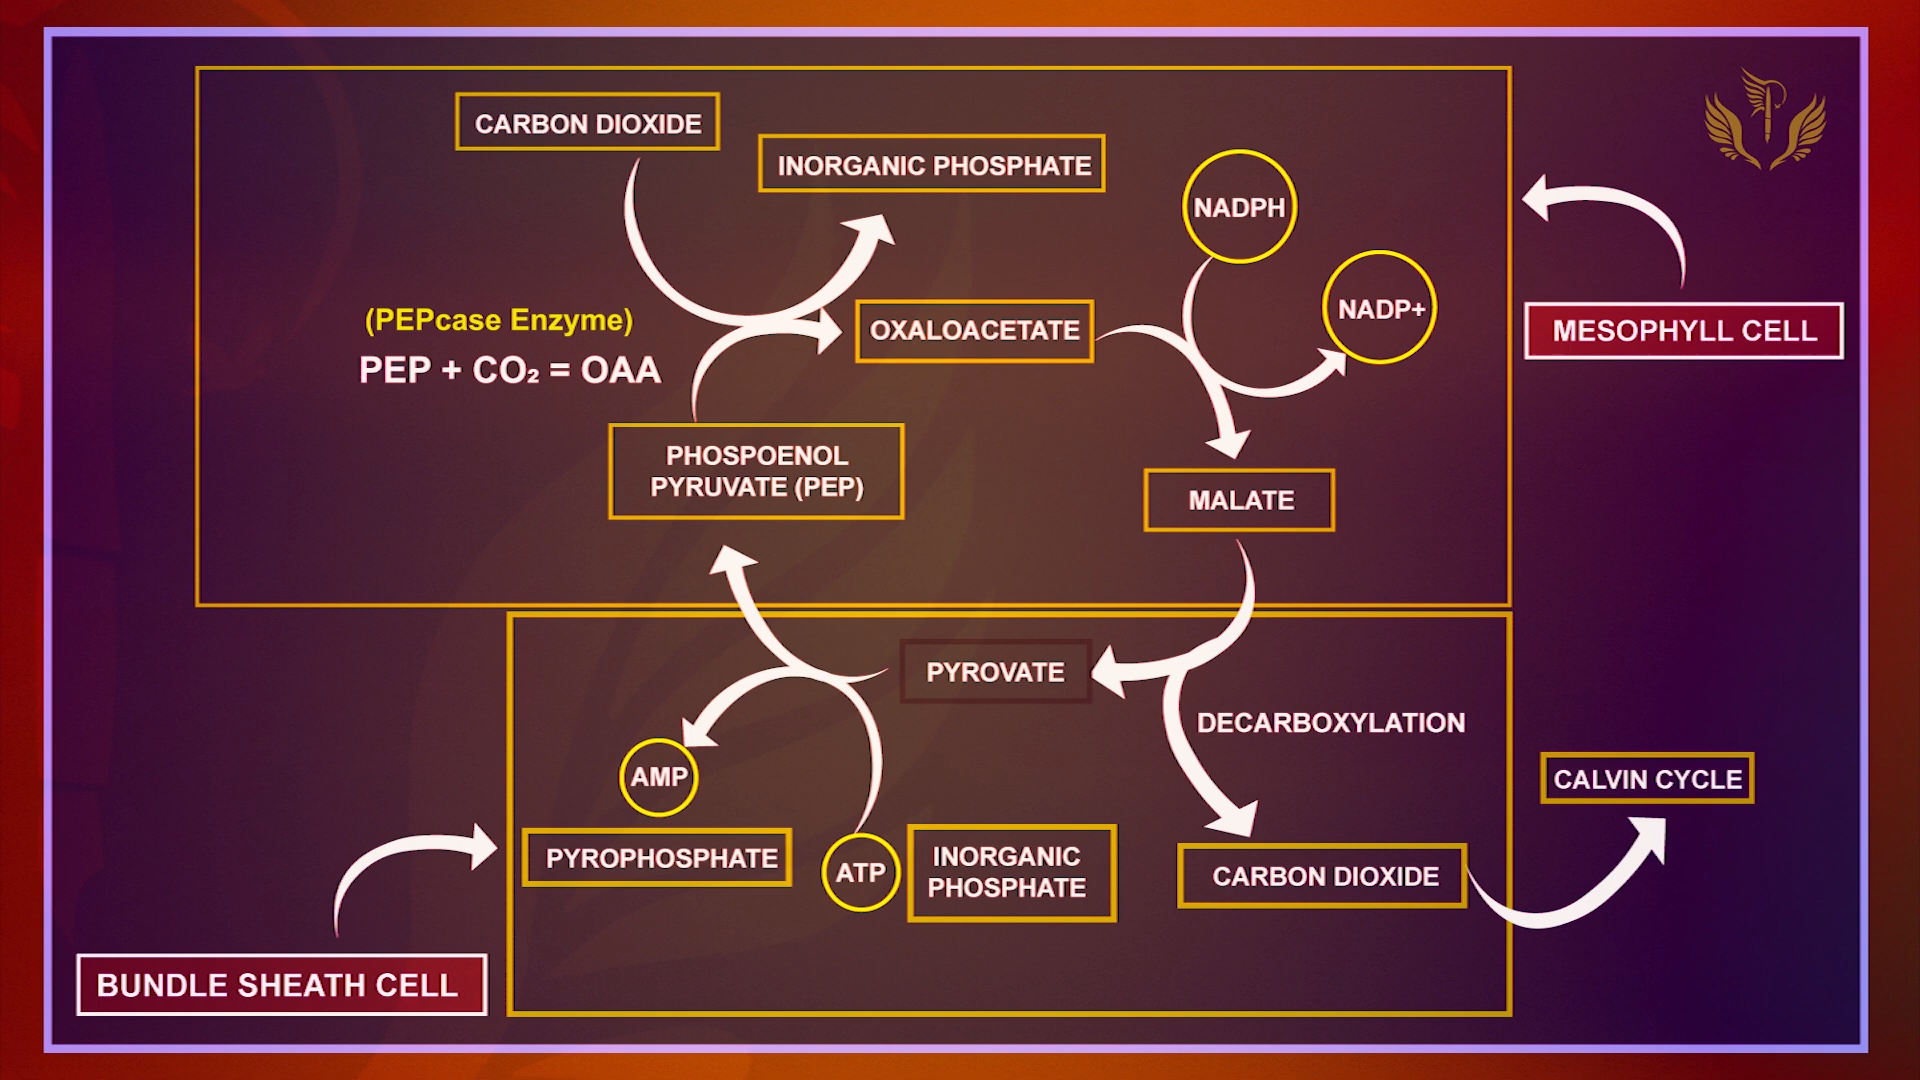 CARBON DIOXIDE
INORGANIC PHOSPHATE
NADPH
NADP+
(PEPcase Enzyme)
PEP + CO₂ = OAA
OXALOACETATE
MESOPHYLL CELL
PHOSPOENOL
PYRUVATE (PEP)
MALATE
PYROVATE
DECARBOXYLATION
AMP
CALVIN CYCLE
PYROPHOSPHATE
ATP
INORGANIC
PHOSPHATE
CARBON DIOXIDE
BUNDLE SHEATH CELL